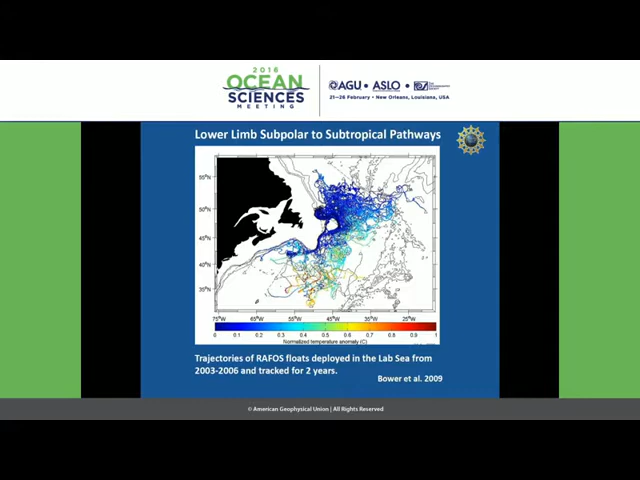 2016
OCEAN
SCIENCES
MEETING
AGU • ASLO •
21–26 February • New Orleans, Louisiana, USA
Lower Limb Subpolar to Subtropical Pathways
55°N
50°N
45°N
40°N
35°N
75°W 65°W 55°W 45°W 35°W 25°W
0 0.1 0.2 0.3 0.4 0.5 0.6 0.7 0.8 0.9 1
Normalized temperature anomaly (C)
Trajectories of RAFOS floats deployed in the Lab Sea from
2003-2006 and tracked for 2 years.
Bower et al. 2009
© American Geophysical Union | All Rights Reserved